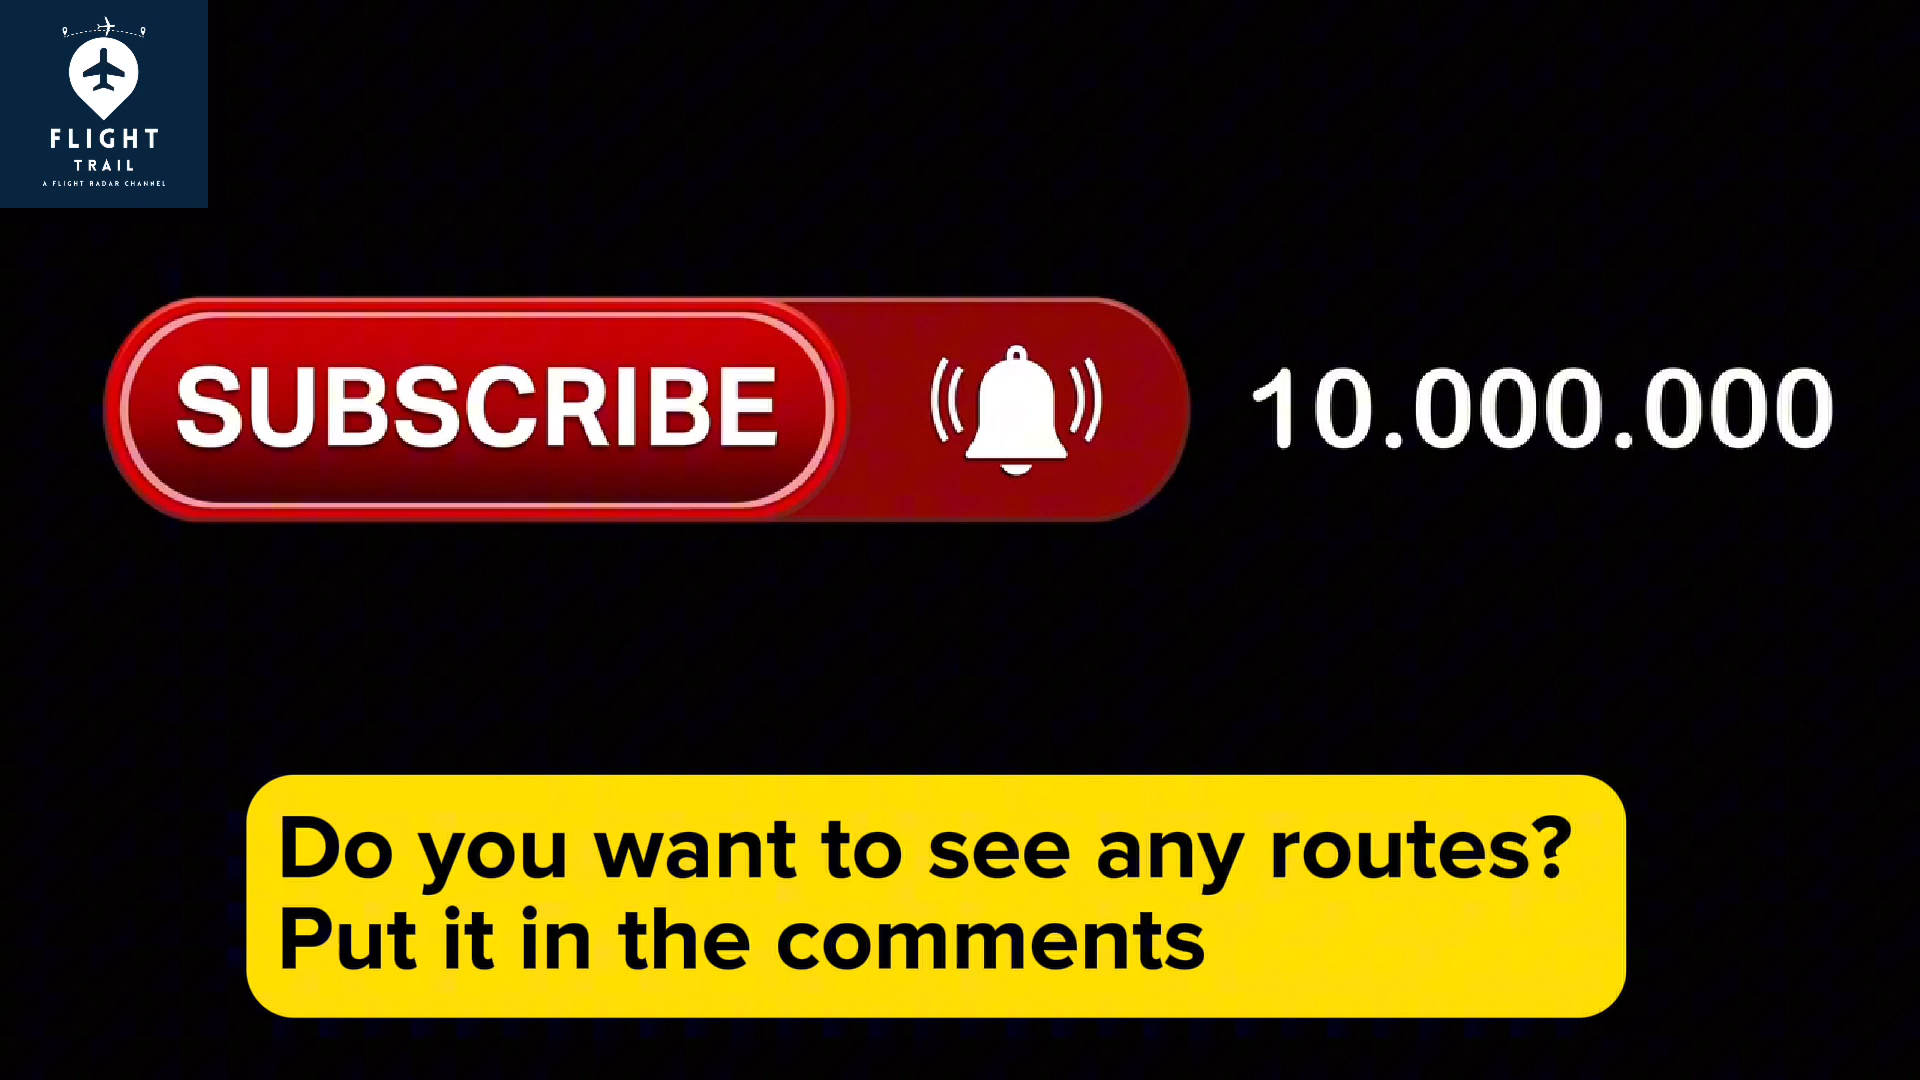 FLIGHT
TRAIL
A FLIGHT RADAR CHANNEL
SUBSCRIBE
10.000.000
Do you want to see any routes?
Put it in the comments